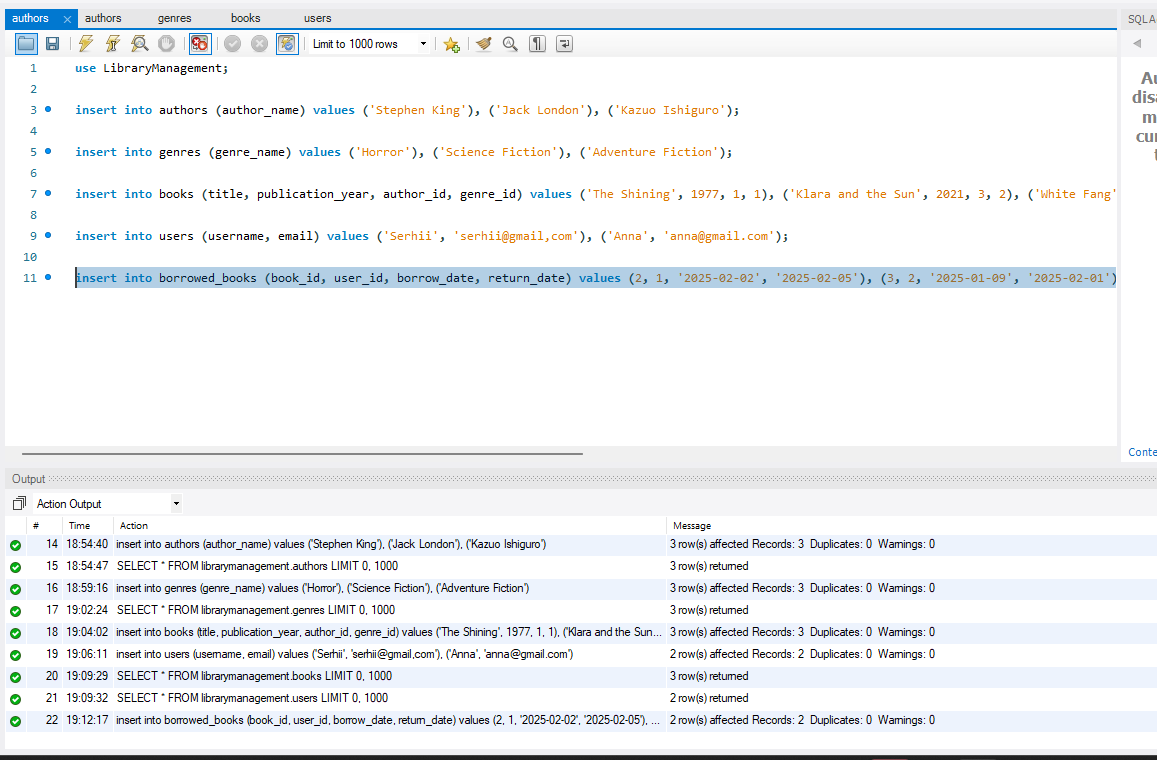 authors × authors genres books users
SQLA
Limit to 1000 rows
1 use LibraryManagement;
2
3 insert into authors (author_name) values ('Stephen King'), ('Jack London'), ('Kazuo Ishiguro');
4
5 insert into genres (genre_name) values ('Horror'), ('Science Fiction'), ('Adventure Fiction');
6
7 insert into books (title, publication_year, author_id, genre_id) values ('The Shining', 1977, 1, 1), ('Klara and the Sun', 2021, 3, 2), ('White Fang'
8
9 insert into users (username, email) values ('Serhii', 'serhii@gmail,com'), ('Anna', 'anna@gmail.com');
10
11 insert into borrowed_books (book_id, user_id, borrow_date, return_date) values (2, 1, '2025-02-02', '2025-02-05'), (3, 2, '2025-01-09', '2025-02-01')
Au
disa
m
cur
t
Conte
Output
Action Output
# Time Action Message
14 18:54:40 insert into authors (author_name) values ('Stephen King'), ('Jack London'), ('Kazuo Ishiguro') 3 row(s) affected Records: 3 Duplicates: 0 Warnings: 0
15 18:54:47 SELECT * FROM librarymanagement.authors LIMIT 0, 1000 3 row(s) returned
16 18:59:16 insert into genres (genre_name) values ('Horror'), ('Science Fiction'), ('Adventure Fiction') 3 row(s) affected Records: 3 Duplicates: 0 Warnings: 0
17 19:02:24 SELECT * FROM librarymanagement.genres LIMIT 0, 1000 3 row(s) returned
18 19:04:02 insert into books (title, publication_year, author_id, genre_id) values ('The Shining', 1977, 1, 1), ('Klara and the Sun... 3 row(s) affected Records: 3 Duplicates: 0 Warnings: 0
19 19:06:11 insert into users (username, email) values ('Serhii', 'serhii@gmail,com'), ('Anna', 'anna@gmail.com') 2 row(s) affected Records: 2 Duplicates: 0 Warnings: 0
20 19:09:29 SELECT * FROM librarymanagement.books LIMIT 0, 1000 3 row(s) returned
21 19:09:32 SELECT * FROM librarymanagement.users LIMIT 0, 1000 2 row(s) returned
22 19:12:17 insert into borrowed_books (book_id, user_id, borrow_date, return_date) values (2, 1, '2025-02-02', '2025-02-05'), ... 2 row(s) affected Records: 2 Duplicates: 0 Warnings: 0